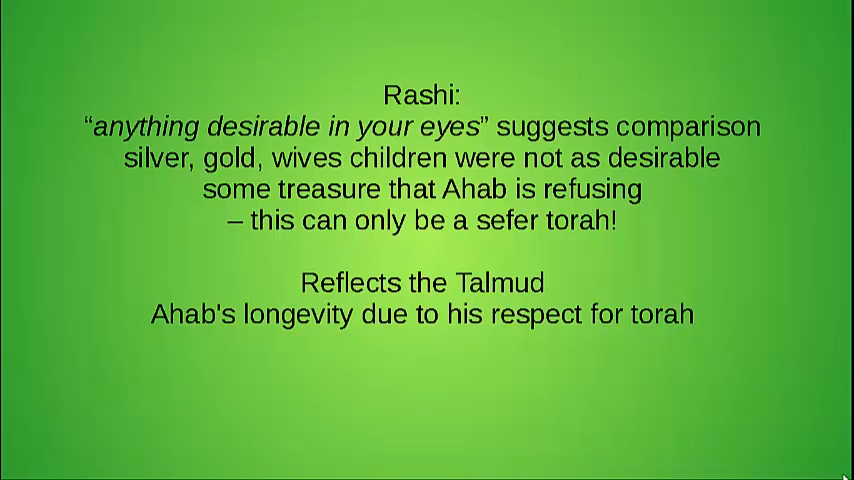 Rashi:
“anything desirable in your eyes” suggests comparison
silver, gold, wives children were not as desirable
some treasure that Ahab is refusing
– this can only be a sefer torah!
Reflects the Talmud
Ahab's longevity due to his respect for torah